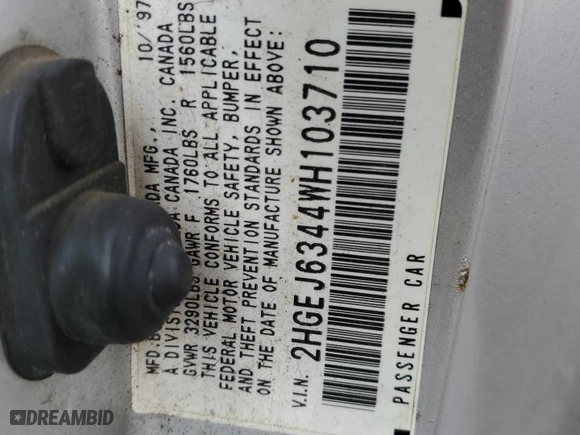 MFD.BY DA MFG., 10/'97
A DIVISION DA CANADA INC. CANADA
GVWR 3290LBS GAWR F 1760LBS R 1560LBS
THIS VEHICLE CONFORMS TO ALL APPLICABLE
FEDERAL MOTOR VEHICLE SAFETY, BUMPER,
AND THEFT PREVENTION STANDARDS IN EFFECT
ON THE DATE OF MANUFACTURE SHOWN ABOVE:
V.I.N. 2HGEJ6344WH103710
PASSENGER CAR
DREAMBID